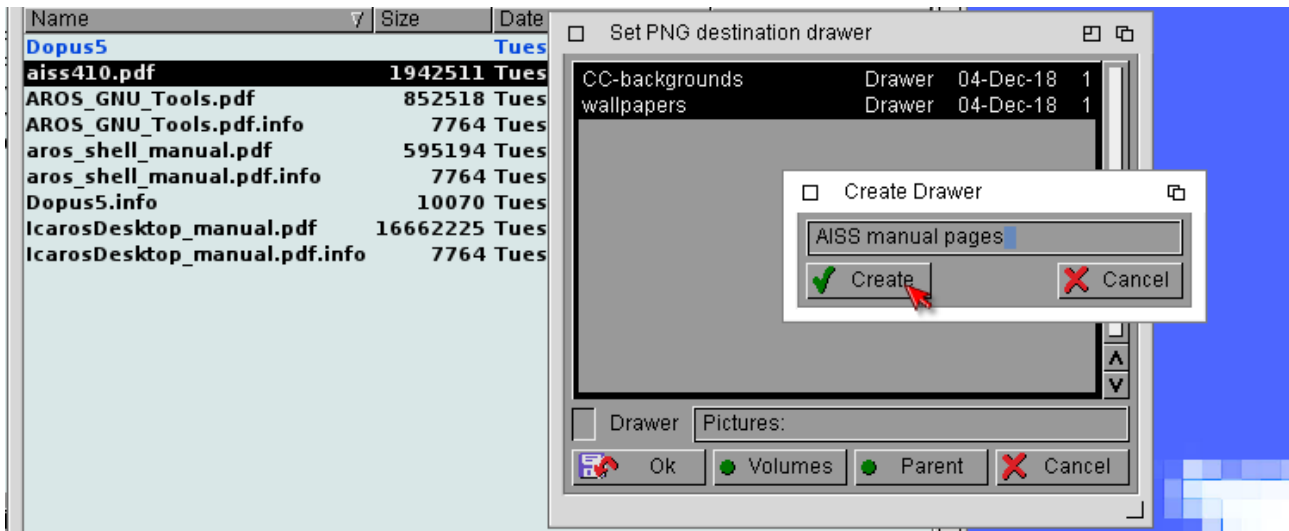 Name Size Date
Dopus5 Tues
aiss410.pdf 1942511 Tues
AROS_GNU_Tools.pdf 852518 Tues
AROS_GNU_Tools.pdf.info 7764 Tues
aros_shell_manual.pdf 595194 Tues
aros_shell_manual.pdf.info 7764 Tues
Dopus5.info 10070 Tues
IcarosDesktop_manual.pdf 16662225 Tues
IcarosDesktop_manual.pdf.info 7764 Tues
Set PNG destination drawer
CC-backgrounds Drawer 04-Dec-18 1
wallpapers Drawer 04-Dec-18 1
Create Drawer
AISS manual pages
Create Cancel
Drawer Pictures:
Ok Volumes Parent Cancel